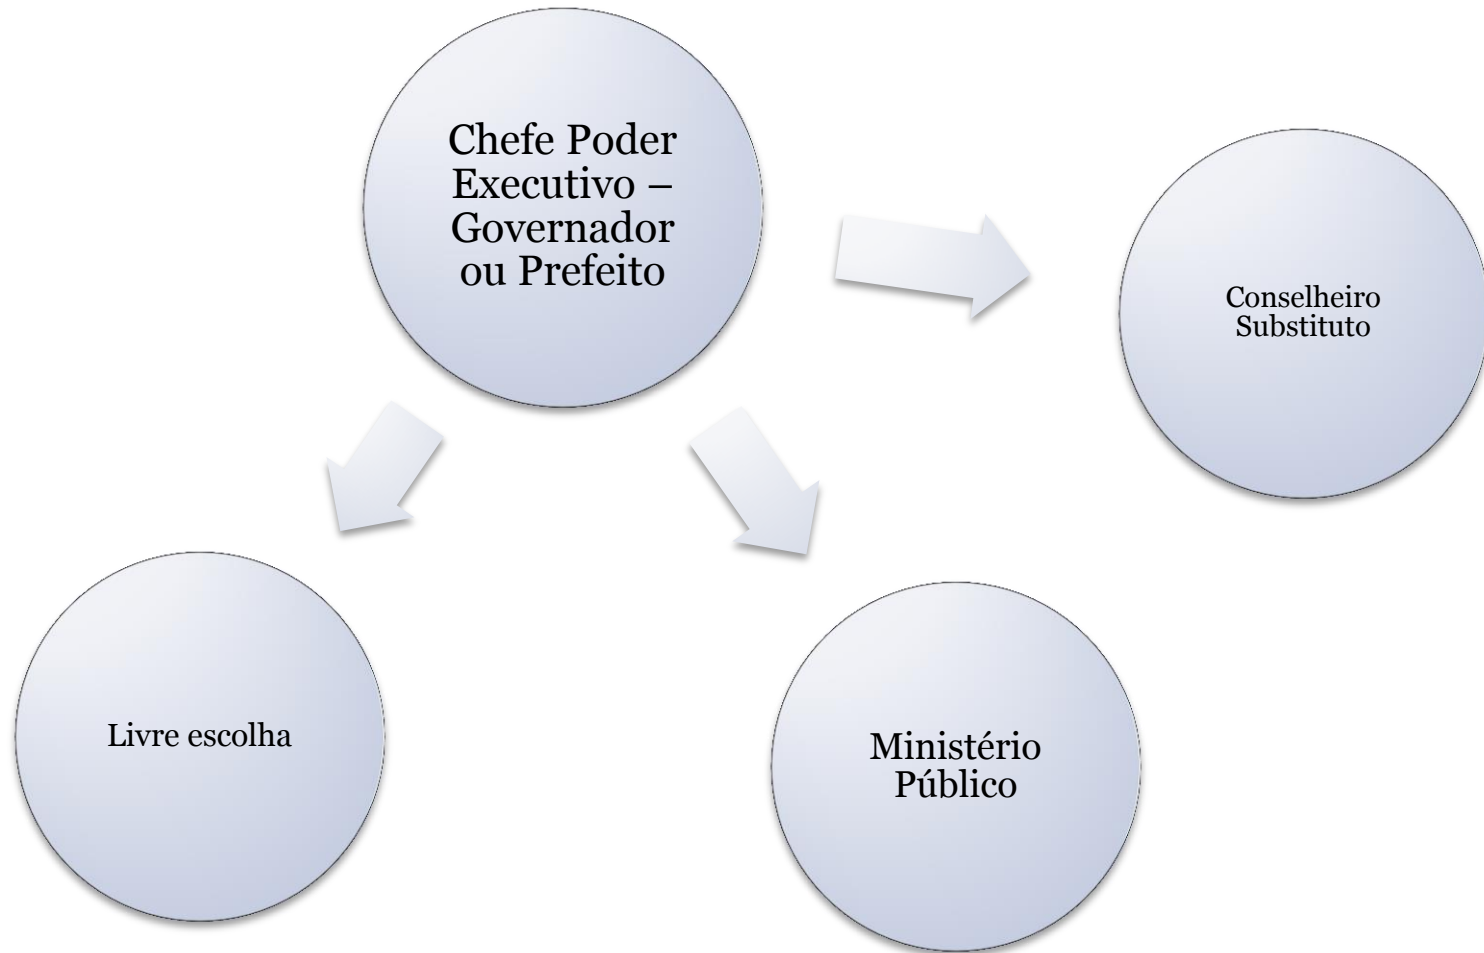 Chefe Poder
Executivo –
Governador
ou Prefeito
Conselheiro
Substituto
Livre escolha
Ministério
Público